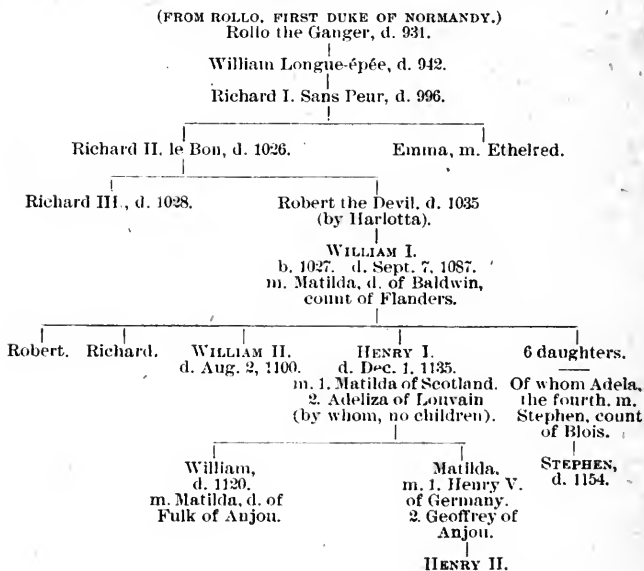 (FROM ROLLO, FIRST DUKE OF NORMANDY.)
Rollo the Ganger, d. 931.
William Longue-épée, d. 942.
Richard I. Sans Peur, d. 996.
Richard II. le Bon, d. 1026.
Emma, m. Ethelred.
Richard III., d. 1028.
Robert the Devil, d. 1035
(by Harlotta).
WILLIAM I.
b. 1027. d. Sept. 7, 1087.
m. Matilda, d. of Baldwin,
count of Flanders.
Robert.
Richard.
WILLIAM II.
d. Aug. 2, 1100.
HENRY I.
d. Dec. 1, 1135.
m. 1. Matilda of Scotland.
2. Adeliza of Louvain
(by whom, no children).
6 daughters.
Of whom Adela,
the fourth, m.
Stephen, count
of Blois.
William,
d. 1120.
m. Matilda, d. of
Fulk of Anjou.
Matilda.
m. 1. Henry V.
of Germany.
2. Geoffrey of
Anjou.
STEPHEN,
d. 1154.
HENRY II.